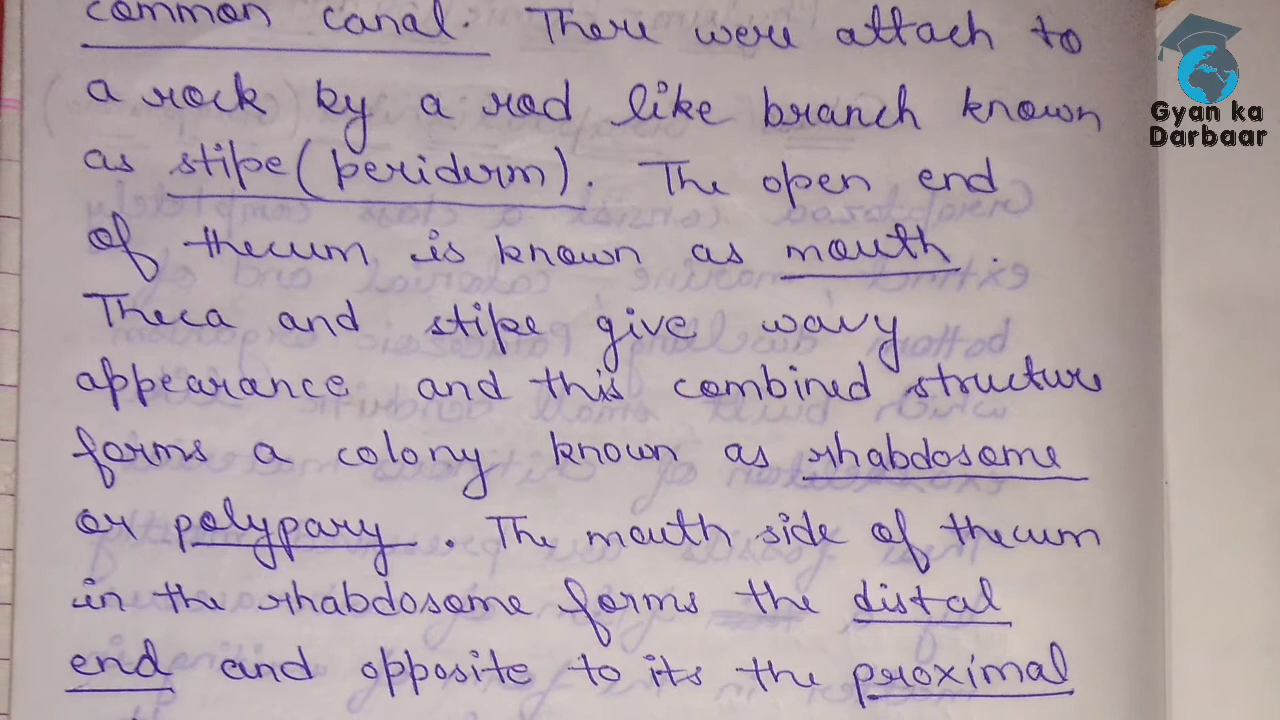 common canal. There were attach to
a rock by a rod like branch known
as stipe (periderm). The open end
of thecum is known as mouth.
Theca and stipe give wavy
appearance and this combined structure
forms a colony known as rhabdosome
or polypary. The mouth side of thecum
in the rhabdosome forms the distal
end and opposite to its the proximal
Gyan ka
Darbaar